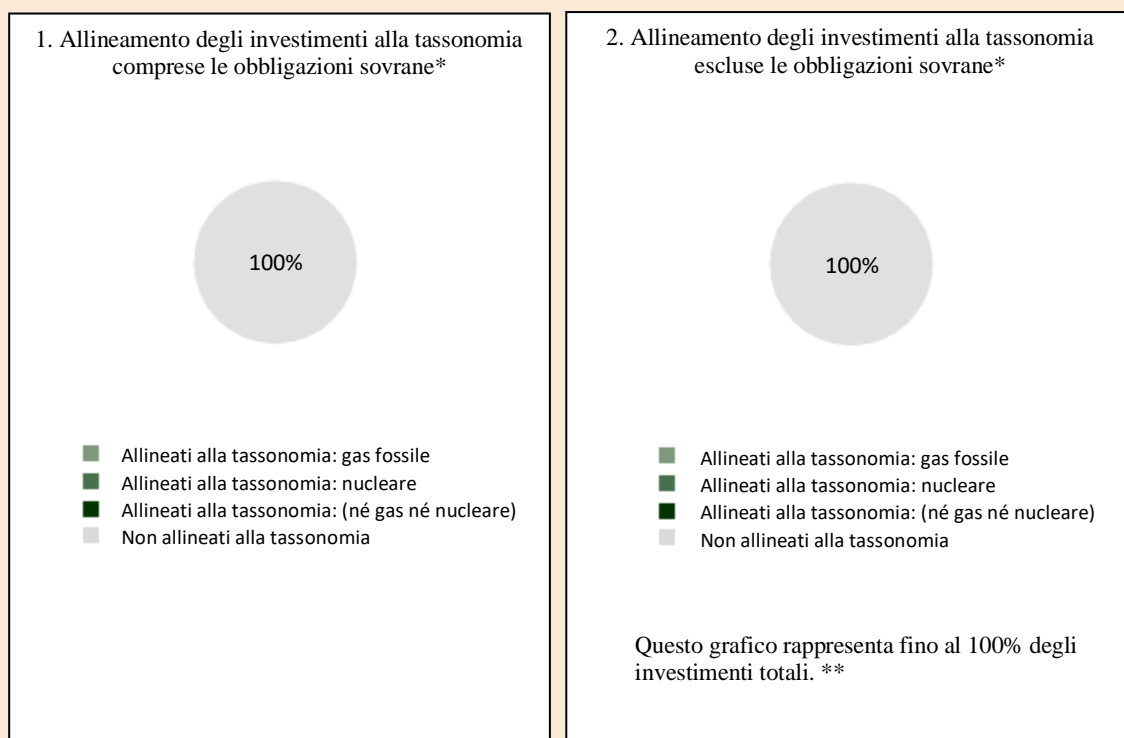 1. Allineamento degli investimenti alla tassonomia
comprese le obbligazioni sovrane*
100%
Allineati alla tassonomia: gas fossile
Allineati alla tassonomia: nucleare
Allineati alla tassonomia: (né gas né nucleare)
Non allineati alla tassonomia
2. Allineamento degli investimenti alla tassonomia
escluse le obbligazioni sovrane*
100%
Allineati alla tassonomia: gas fossile
Allineati alla tassonomia: nucleare
Allineati alla tassonomia: (né gas né nucleare)
Non allineati alla tassonomia
Questo grafico rappresenta fino al 100% degli
investimenti totali. **